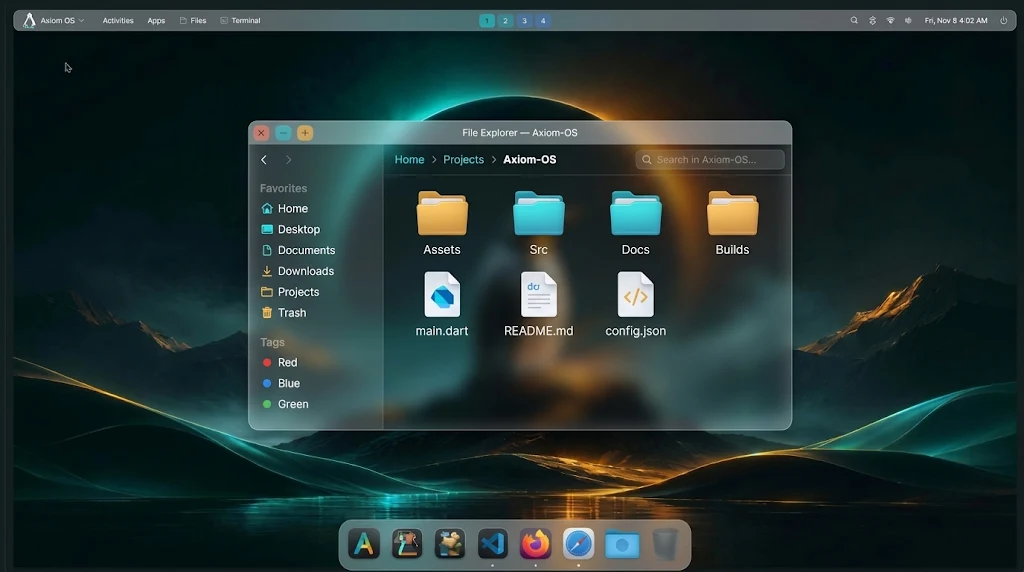 Axiom OS
Activities
Apps
Files
Terminal
1 2 3 4
Fri, Nov 8 4:02 AM
File Explorer — Axiom-OS
Home > Projects > Axiom-OS
Search in Axiom-OS...
Favorites
Home
Desktop
Documents
Downloads
Projects
Trash
Tags
Red
Blue
Green
Assets
Src
Docs
Builds
main.dart
README.md
config.json